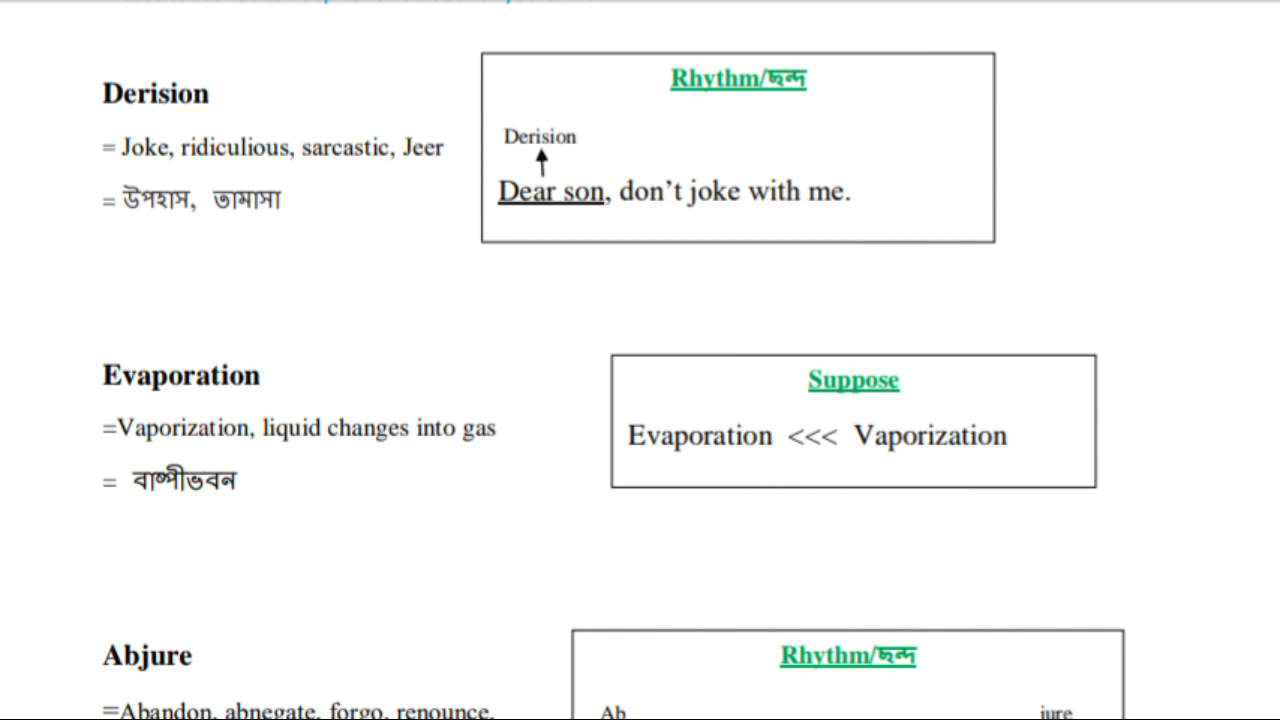 Derision
= Joke, ridiculious, sarcastic, Jeer
= উপহাস, তামাসা
Rhythm/ছন্দ
Derision
Dear son, don't joke with me.
Evaporation
=Vaporization, liquid changes into gas
= বাষ্পীভবন
Suppose
Evaporation <<< Vaporization
Abjure
=Abandon, abnegate, forgo, renounce,
Rhythm/ছন্দ
Ab jure